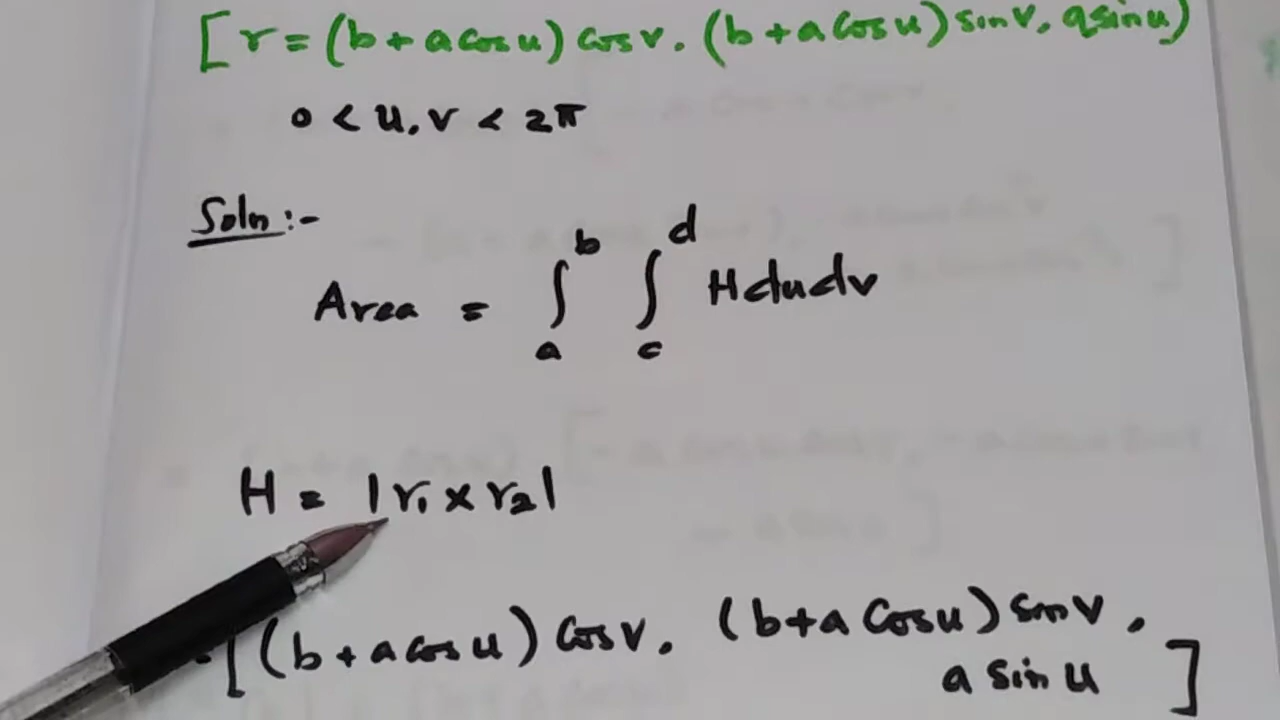 [r = (b + a cos u) cos v, (b + a cos u) sin v, a sin u)
0 < u, v < 2π
Soln :-
Area = ∫_a^b ∫_c^d H du dv
H = |r₁ × r₂|
[(b + a cos u) cos v, (b + a cos u) sin v,
a sin u]